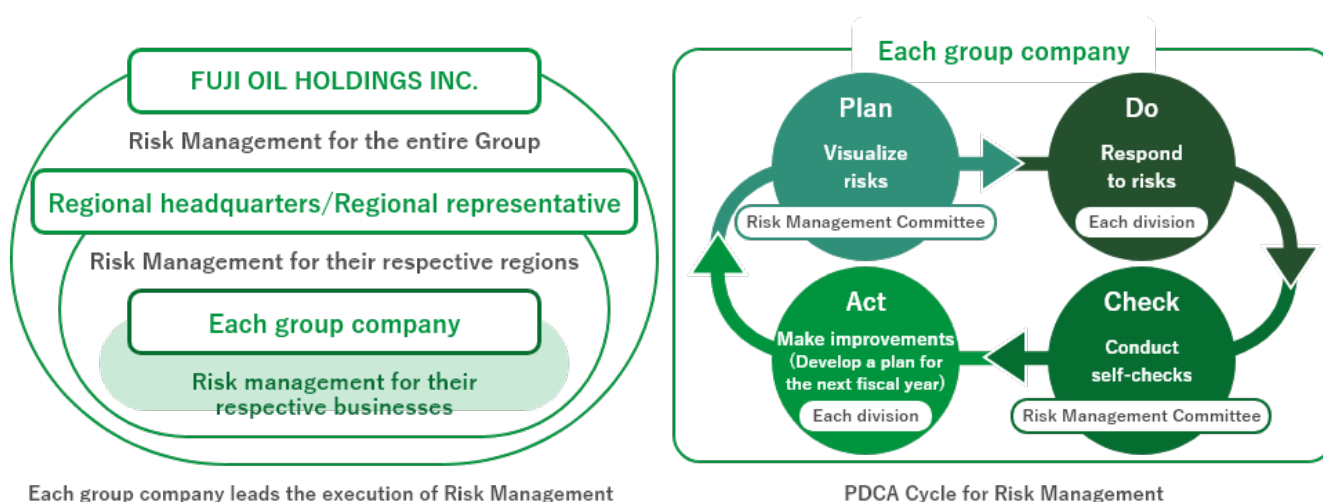 FUJI OIL HOLDINGS INC.
Risk Management for the entire Group
Regional headquarters/Regional representative
Risk Management for their respective regions
Each group company
Risk management for their
respective businesses
Each group company leads the execution of Risk Management
Each group company
Plan
Visualize
risks
Risk Management Committee
Do
Respond
to risks
Each division
Act
Make improvements
(Develop a plan for
the next fiscal year)
Each division
Check
Conduct
self-checks
Risk Management Committee
PDCA Cycle for Risk Management